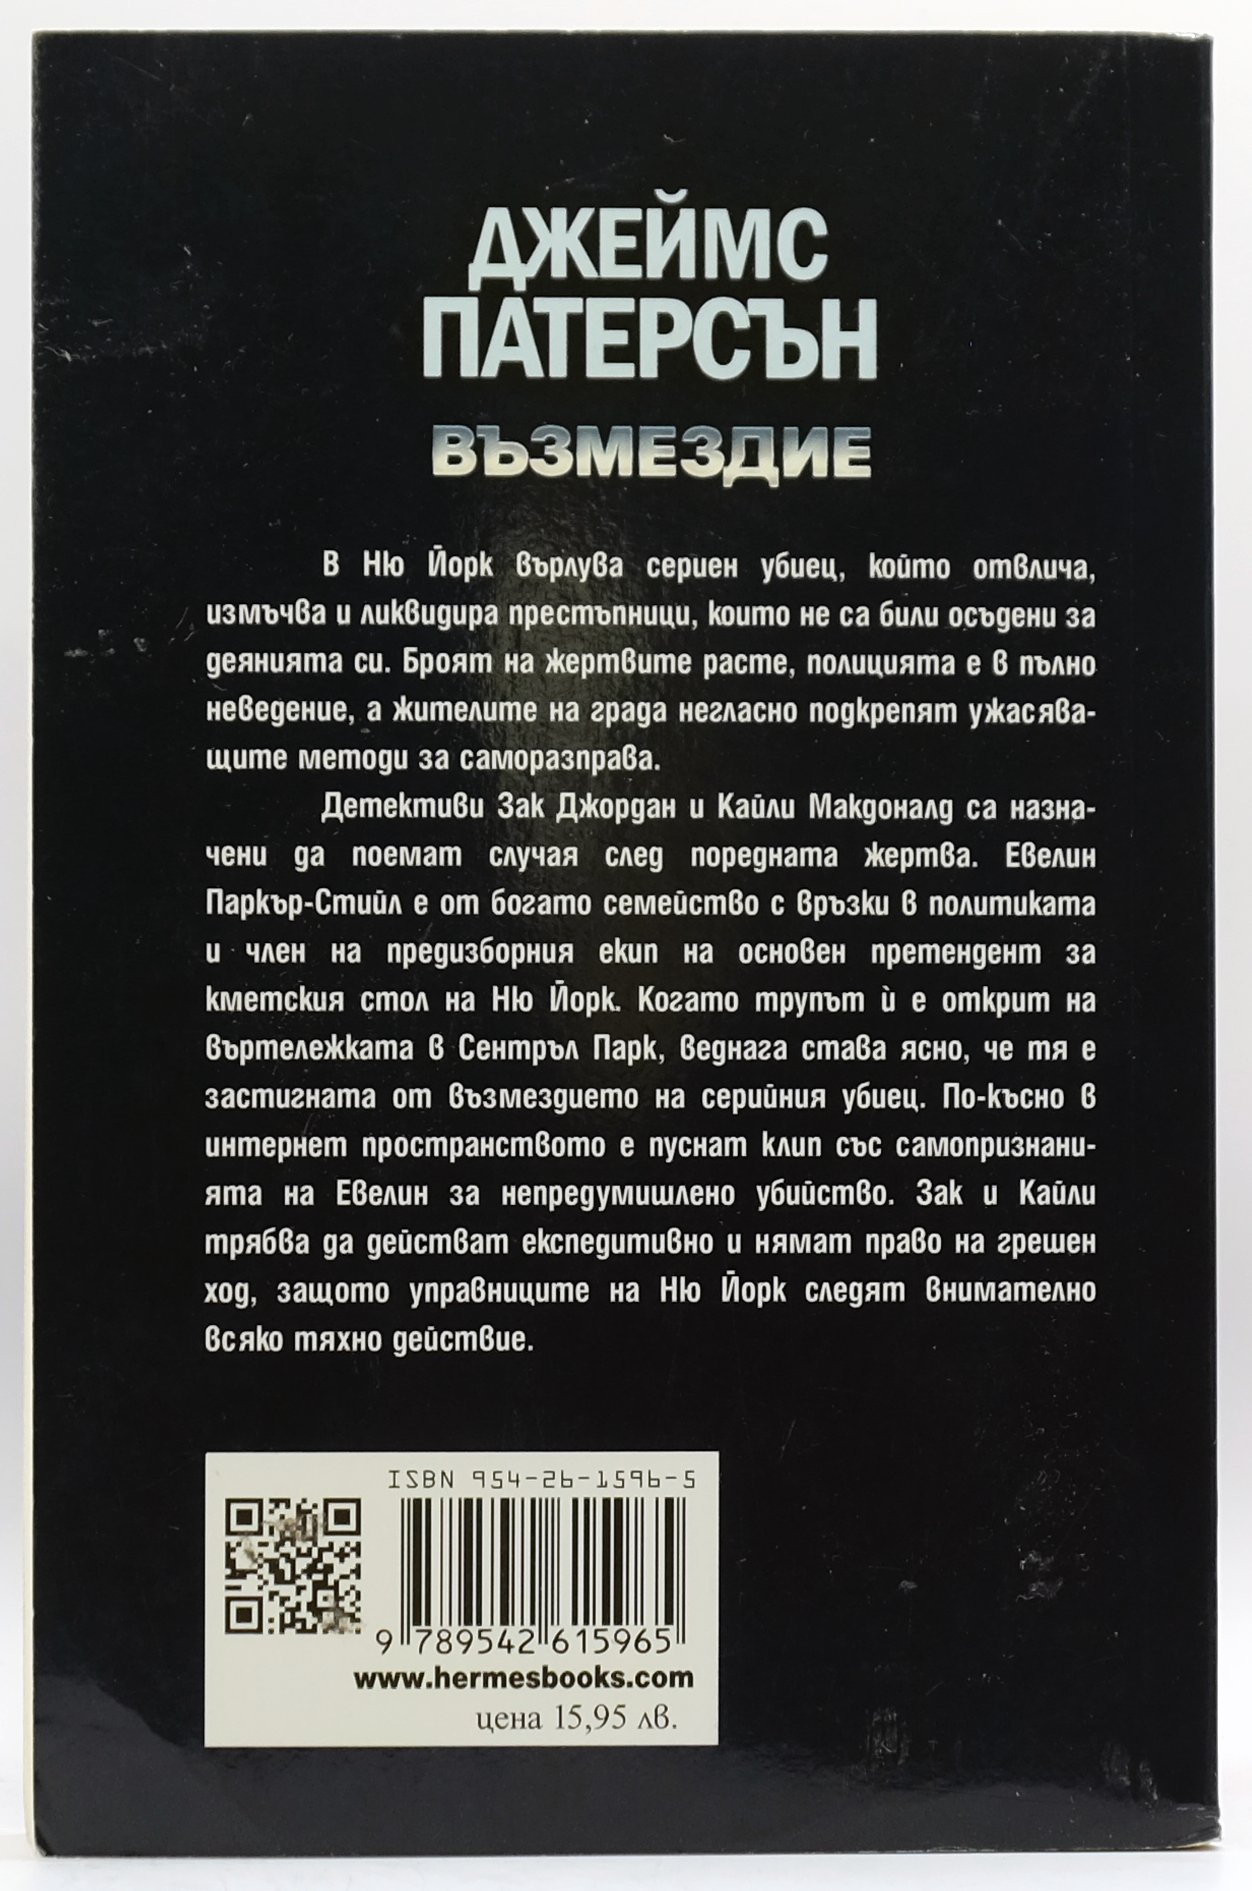 ДЖЕЙМС
ПАТЕРСЪН
ВЪЗМЕЗДИЕ
В Ню Йорк върлува сериен убиец, който отвлича,
измъчва и ликвидира престъпници, които не са били осъдени за
деянията си. Броят на жертвите расте, полицията е в пълно
неведение, а жителите на града негласно подкрепят ужасява-
щите методи за саморазправа.
Детективи Зак Джордан и Кайли Макдоналд са назна-
чени да поемат случая след поредната жертва. Евелин
Паркър-Стийл е от богато семейство с връзки в политиката
и член на предизборния екип на основен претендент за
кметския стол на Ню Йорк. Когато трупът ѝ е открит на
въртележката в Сентръл Парк, веднага става ясно, че тя е
застигната от възмездието на серийния убиец. По-късно в
интернет пространството е пуснат клип със самопризнани-
ята на Евелин за непредумишлено убийство. Зак и Кайли
трябва да действат експедитивно и нямат право на грешен
ход, защото управниците на Ню Йорк следят внимателно
всяко тяхно действие.
ISBN 954-26-1596-5
9 789542 615965
www.hermesbooks.com
цена 15,95 лв.